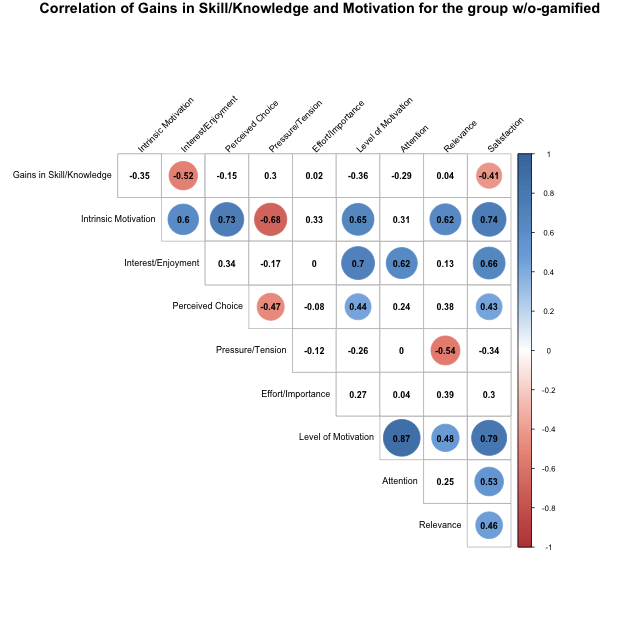 Correlation of Gains in Skill/Knowledge and Motivation for the group w/o-gamified
Intrinsic Motivation
Interest/Enjoyment
Perceived Choice
Pressure/Tension
Effort/Importance
Level of Motivation
Attention
Relevance
Satisfaction
Gains in Skill/Knowledge -0.35 -0.52 -0.15 0.3 0.02 -0.36 -0.29 0.04 -0.41
Intrinsic Motivation 0.6 0.73 -0.68 0.33 0.65 0.31 0.62 0.74
Interest/Enjoyment 0.34 -0.17 0 0.7 0.62 0.13 0.66
Perceived Choice -0.47 -0.08 0.44 0.24 0.38 0.43
Pressure/Tension -0.12 -0.26 0 -0.54 -0.34
Effort/Importance 0.27 0.04 0.39 0.3
Level of Motivation 0.87 0.48 0.79
Attention 0.25 0.53
Relevance 0.46
1
0.8
0.6
0.4
0.2
0
-0.2
-0.4
-0.6
-0.8
-1